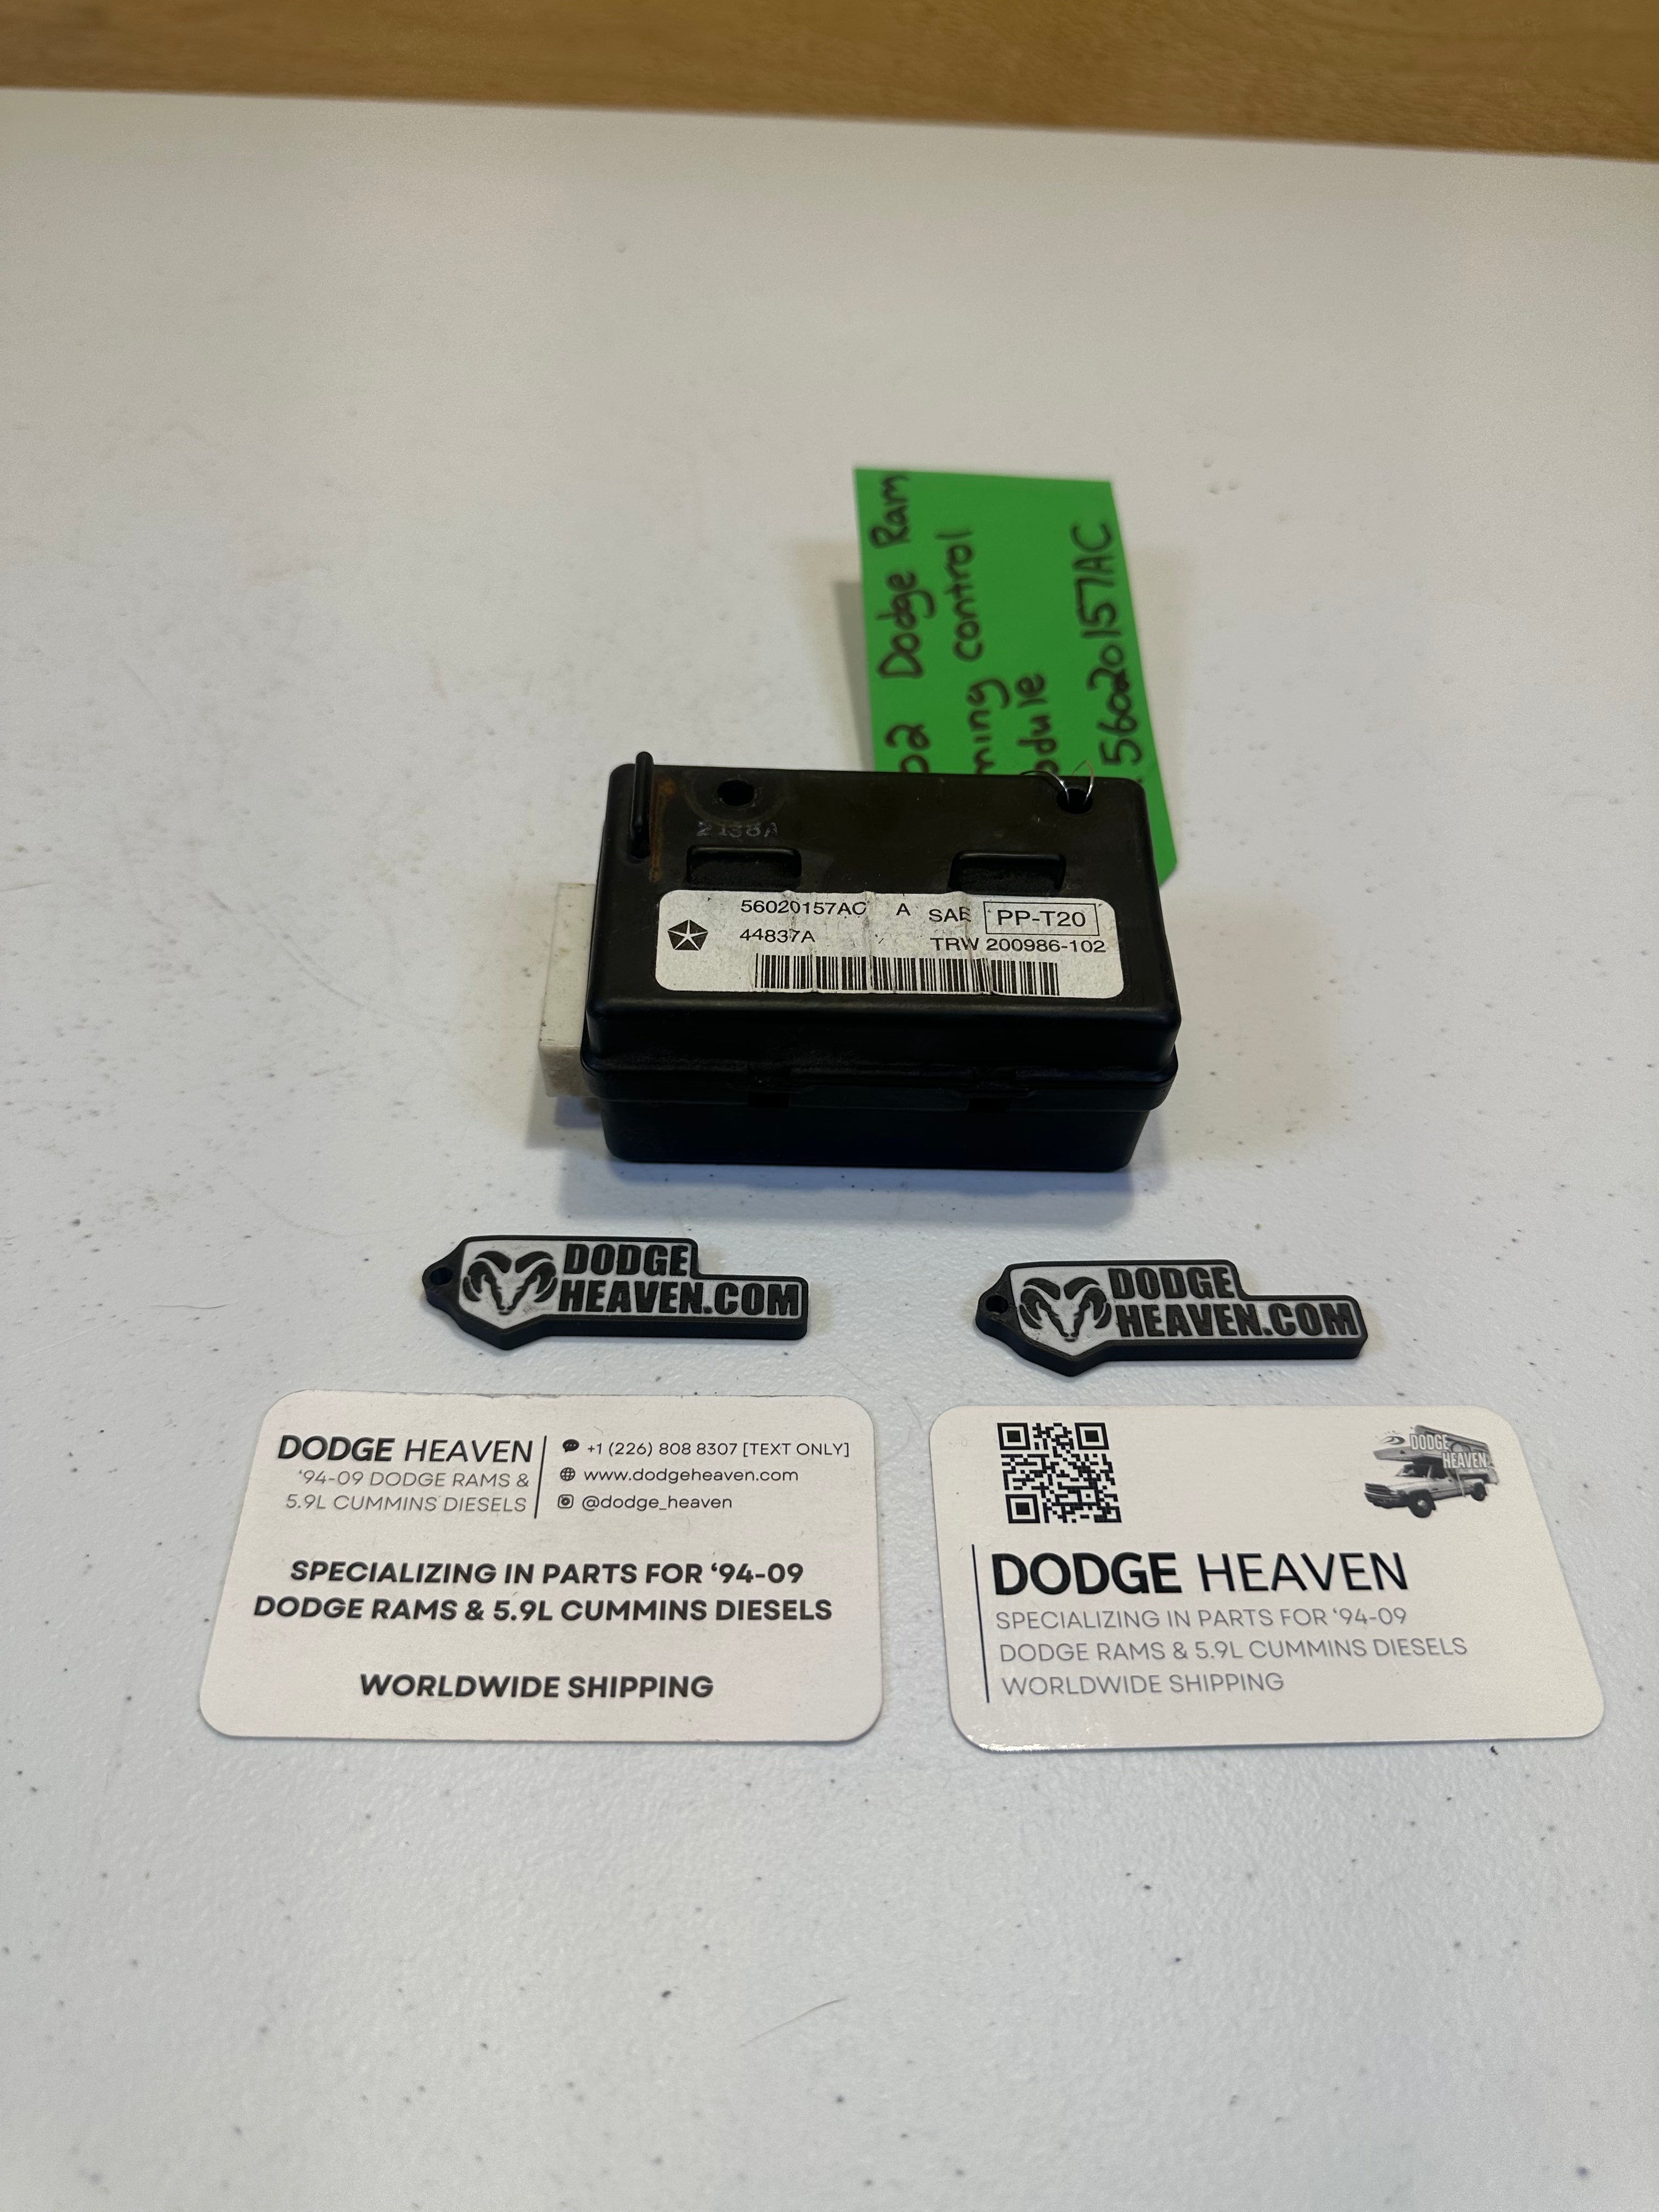 Dodge Ram
control
56020157AC
2138A
56020157AC A SAE PP-T20
44837A TRW 200986-102
DODGE
HEAVEN.COM
DODGE
HEAVEN.COM
DODGE HEAVEN
'94-09 DODGE RAMS &
5.9L CUMMINS DIESELS
+1 (226) 808 8307 [TEXT ONLY]
www.dodgeheaven.com
@dodge_heaven
SPECIALIZING IN PARTS FOR '94-09
DODGE RAMS & 5.9L CUMMINS DIESELS
WORLDWIDE SHIPPING
DODGE
HEAVEN
DODGE HEAVEN
SPECIALIZING IN PARTS FOR '94-09
DODGE RAMS & 5.9L CUMMINS DIESELS
WORLDWIDE SHIPPING